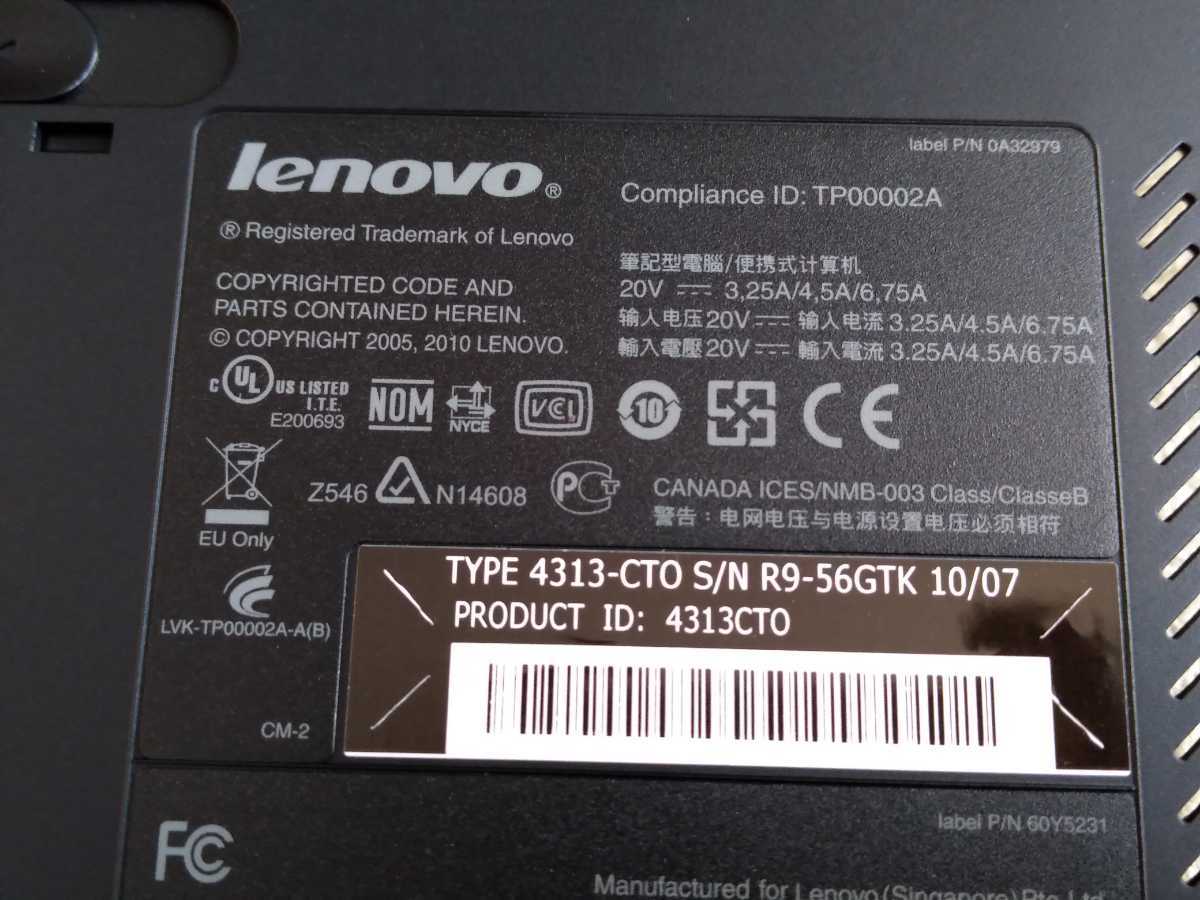 label P/N 0A32979
lenovo®
Compliance ID: TP00002A
® Registered Trademark of Lenovo
COPYRIGHTED CODE AND
PARTS CONTAINED HEREIN.
© COPYRIGHT 2005, 2010 LENOVO.
筆記型電腦/便携式计算机
20V ⎓ 3,25A/4,5A/6,75A
输入电压20V⎓ 输入电流 3.25A/4.5A/6.75A
輸入電壓20V⎓ 輸入電流 3.25A/4.5A/6.75A
C UL US LISTED
I.T.E.
E200693
NOM
NYCE
VCL
10
CE
EU Only
Z546
N14608
PCT
CANADA ICES/NMB-003 Class/ClasseB
警告：电网电压与电源设置电压必须相符
LVK-TP00002A-A(B)
CM-2
TYPE 4313-CTO S/N R9-56GTK 10/07
PRODUCT ID: 4313CTO
label P/N 60Y5231
FC
Manufactured for Lenovo (Singapore) Pte Ltd